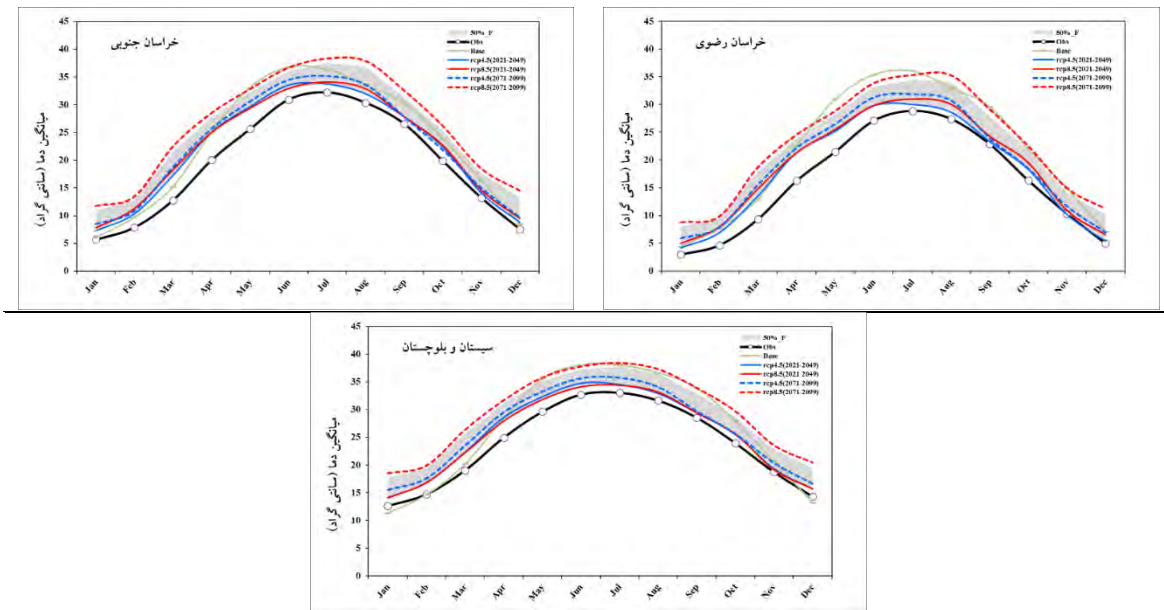 خراسان جنوبی
میانگین دما (سانتی گراد)
45
40
35
30
25
20
15
10
5
0
50%_F
Obs
Base
rcp4.5(2021-2049)
rcp8.5(2021-2049)
rcp4.5(2071-2099)
rcp8.5(2071-2099)
Jan Feb Mar Apr May Jun Jul Aug Sep Oct Nov Dec
خراسان رضوی
میانگین دما (سانتی گراد)
45
40
35
30
25
20
15
10
5
0
50%_F
Obs
Base
rcp4.5(2021-2049)
rcp8.5(2021-2049)
rcp4.5(2071-2099)
rcp8.5(2071-2099)
Jan Feb Mar Apr May Jun Jul Aug Sep Oct Nov Dec
سیستان و بلوچستان
میانگین دما (سانتی گراد)
45
40
35
30
25
20
15
10
5
0
50%_F
Obs
Base
rcp4.5(2021-2049)
rcp8.5(2021-2049)
rcp4.5(2071-2099)
rcp8.5(2071-2099)
Jan Feb Mar Apr May Jun Jul Aug Sep Oct Nov Dec